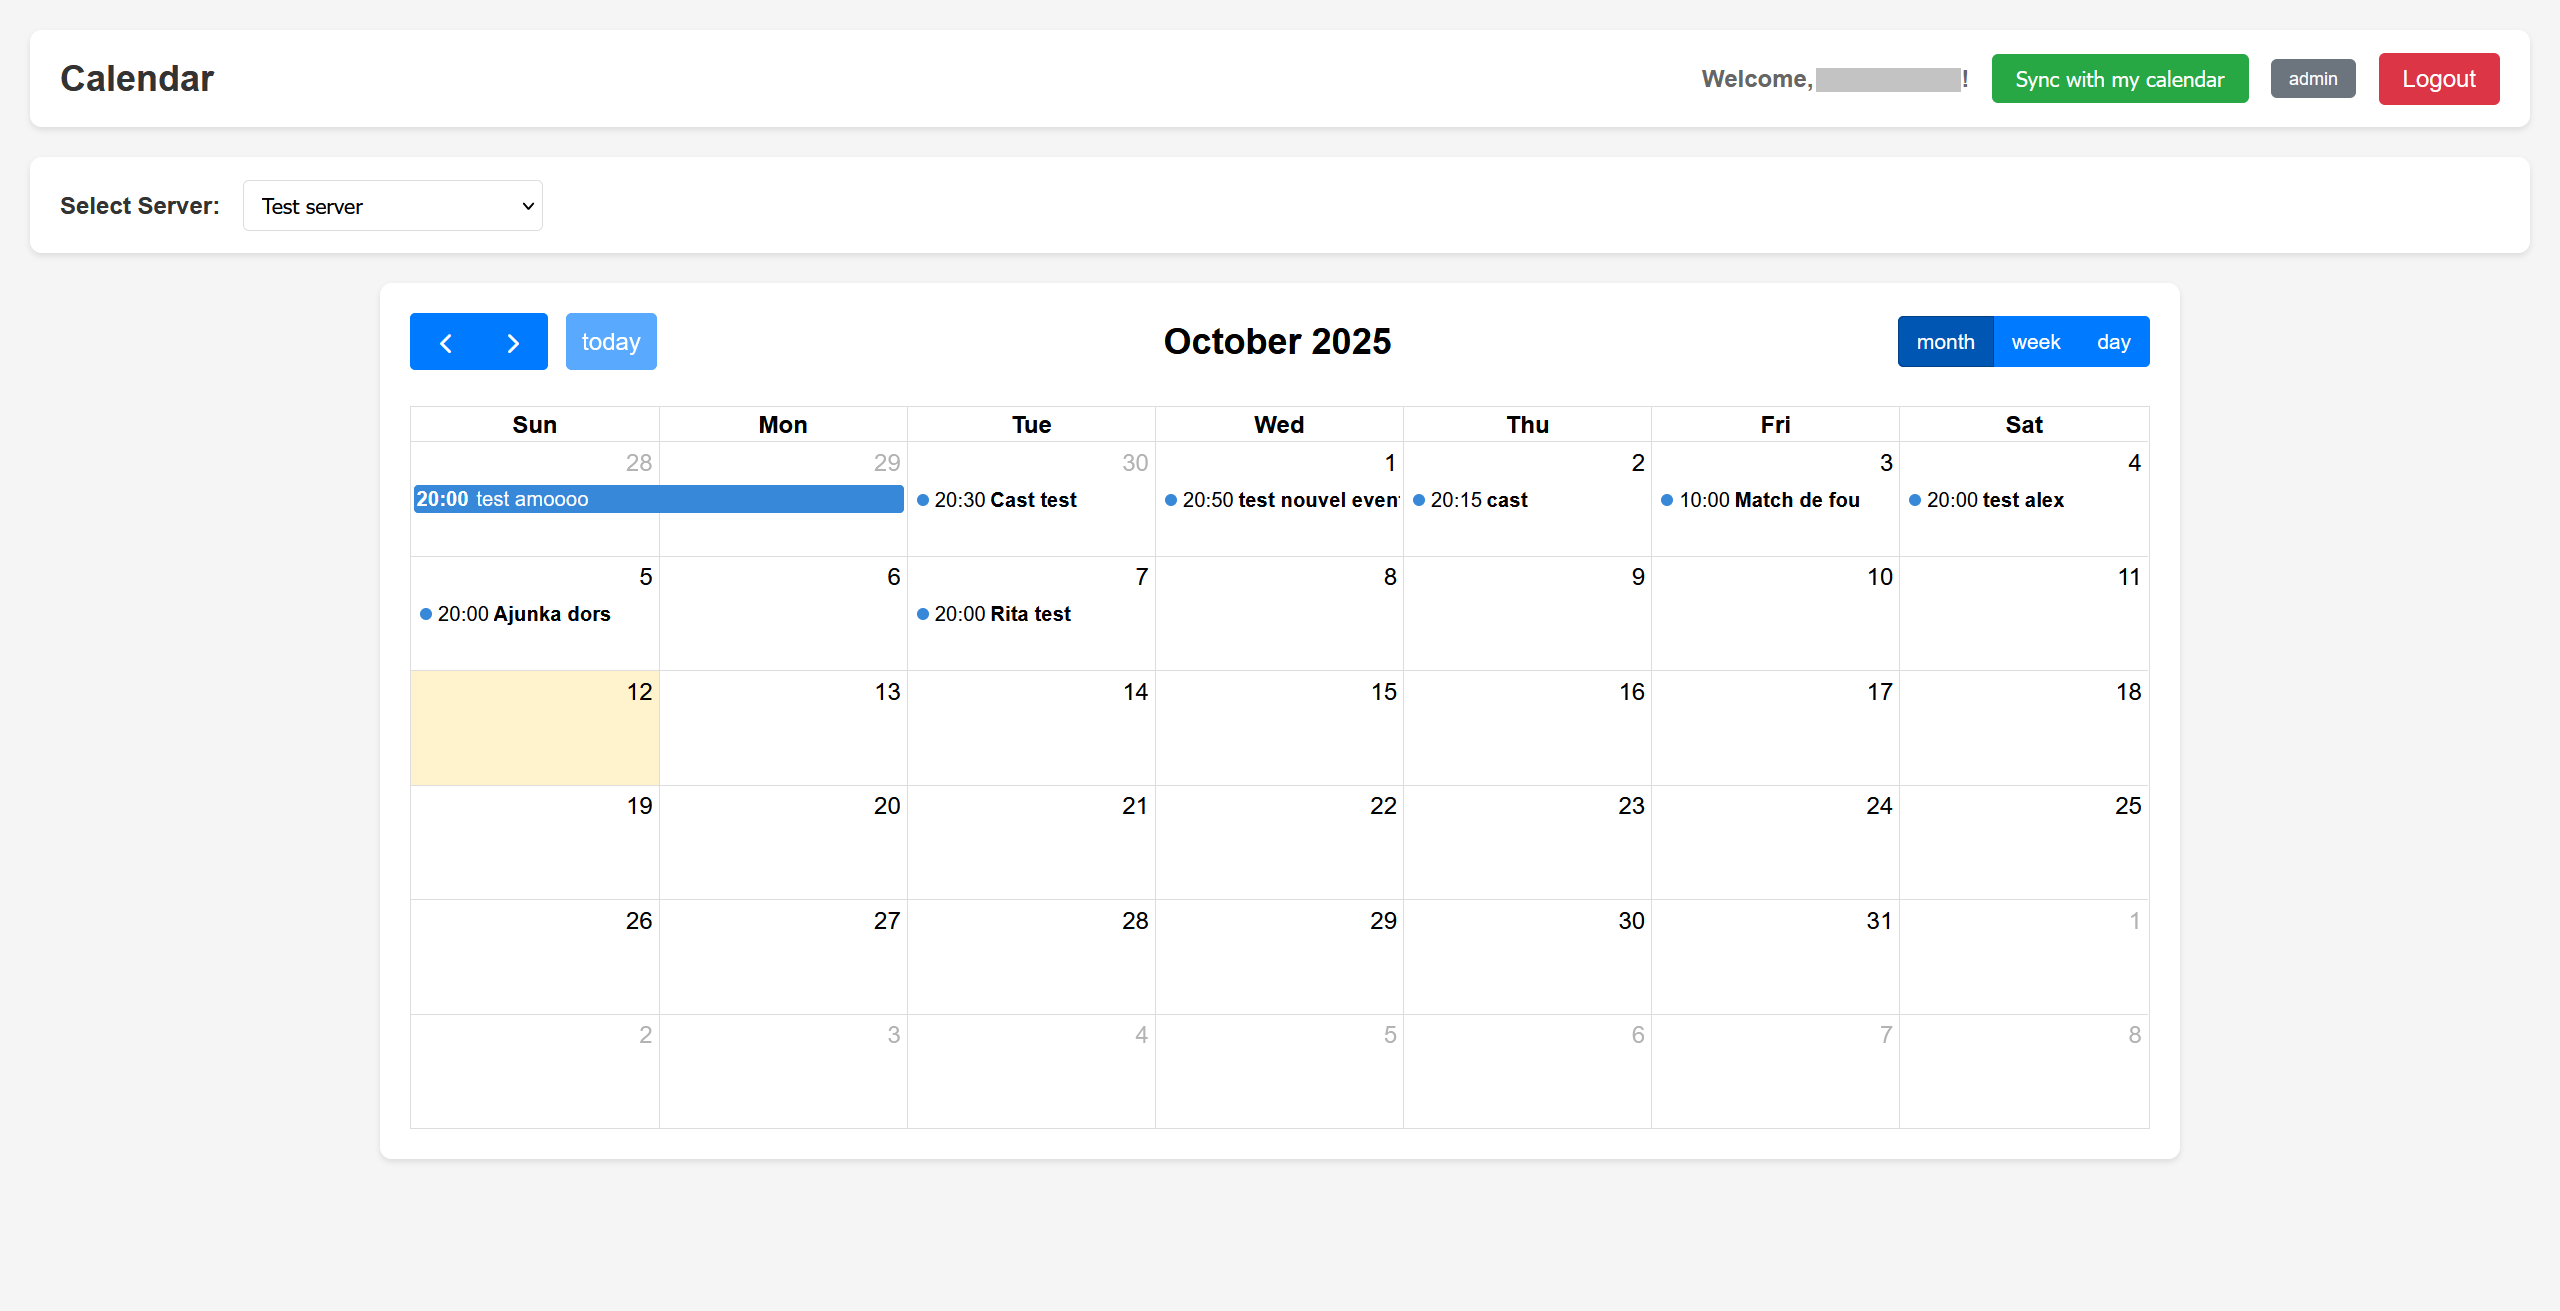 Calendar
Welcome, !
Sync with my calendar
admin
Logout
Select Server:
Test server
today
October 2025
month week day
Sun Mon Tue Wed Thu Fri Sat
28 29 30 1 2 3 4
20:00 test amoooo
20:30 Cast test
20:50 test nouvel even
20:15 cast
10:00 Match de fou
20:00 test alex
5 6 7 8 9 10 11
20:00 Ajunka dors
20:00 Rita test
12 13 14 15 16 17 18
19 20 21 22 23 24 25
26 27 28 29 30 31 1
2 3 4 5 6 7 8